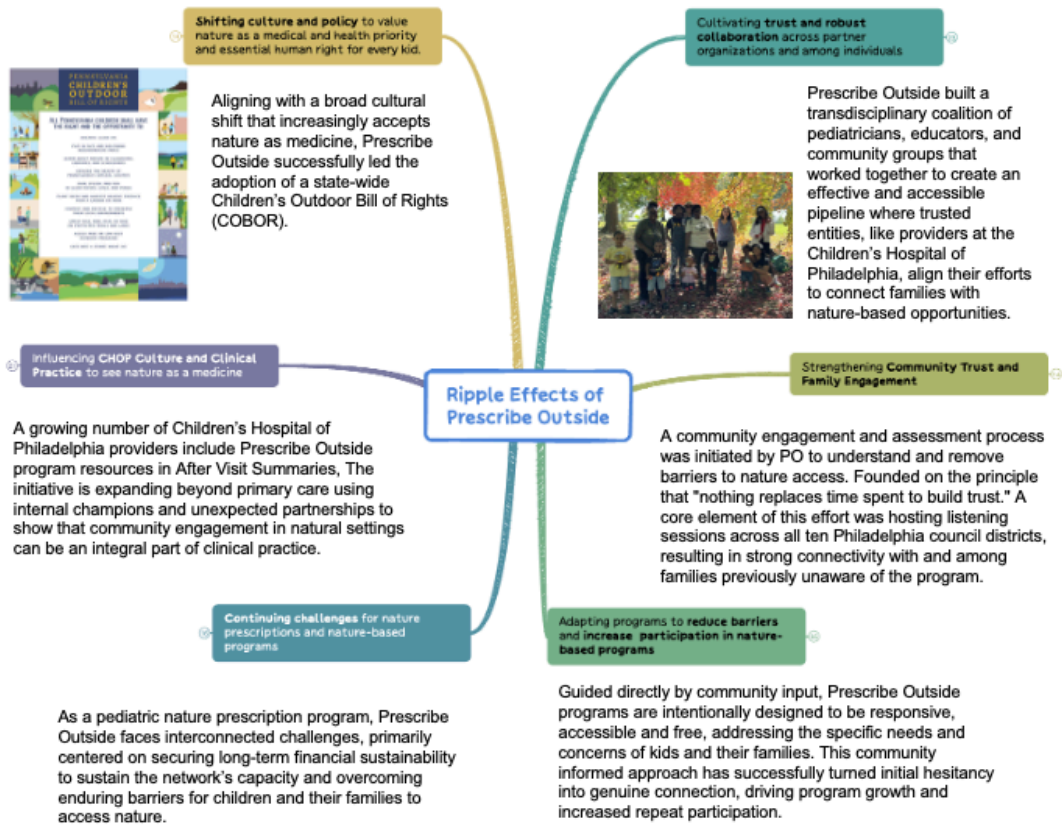 Shifting culture and policy to value
nature as a medical and health priority
and essential human right for every kid.
PENNSYLVANIA
CHILDREN'S
OUTDOOR
BILL OF RIGHTS
Aligning with a broad cultural
shift that increasingly accepts
nature as medicine, Prescribe
Outside successfully led the
adoption of a state-wide
Children's Outdoor Bill of Rights
(COBOR).
Cultivating trust and robust
collaboration across partner
organizations and among individuals
Prescribe Outside built a
transdisciplinary coalition of
pediatricians, educators, and
community groups that
worked together to create an
effective and accessible
pipeline where trusted
entities, like providers at the
Children's Hospital of
Philadelphia, align their efforts
to connect families with
nature-based opportunities.
Influencing CHOP Culture and Clinical
Practice to see nature as a medicine
Ripple Effects of
Prescribe Outside
Strengthening Community Trust and
Family Engagement
A growing number of Children's Hospital of
Philadelphia providers include Prescribe Outside
program resources in After Visit Summaries, The
initiative is expanding beyond primary care using
internal champions and unexpected partnerships to
show that community engagement in natural settings
can be an integral part of clinical practice.
A community engagement and assessment process
was initiated by PO to understand and remove
barriers to nature access. Founded on the principle
that "nothing replaces time spent to build trust." A
core element of this effort was hosting listening
sessions across all ten Philadelphia council districts,
resulting in strong connectivity with and among
families previously unaware of the program.
Continuing challenges for nature
prescriptions and nature-based
programs
Adapting programs to reduce barriers
and increase participation in nature-
based programs
As a pediatric nature prescription program, Prescribe
Outside faces interconnected challenges, primarily
centered on securing long-term financial sustainability
to sustain the network's capacity and overcoming
enduring barriers for children and their families to
access nature.
Guided directly by community input, Prescribe Outside
programs are intentionally designed to be responsive,
accessible and free, addressing the specific needs and
concerns of kids and their families. This community
informed approach has successfully turned initial hesitancy
into genuine connection, driving program growth and
increased repeat participation.